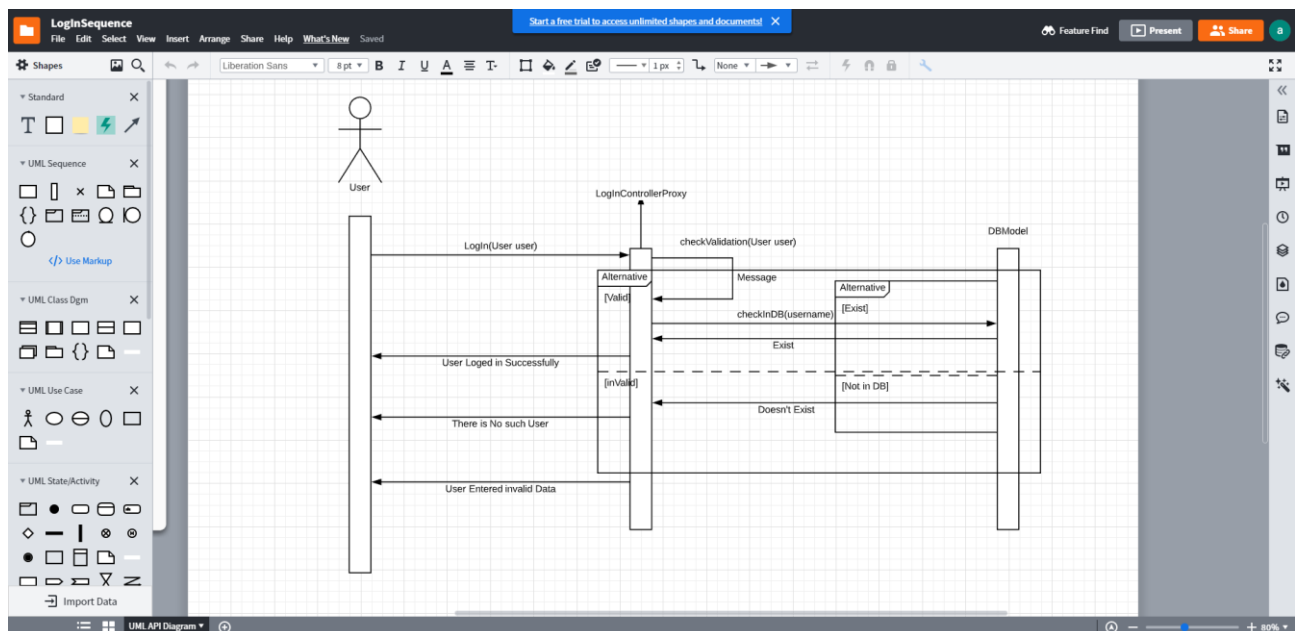 LogInSequence
Start a free trial to access unlimited shapes and documents!
File Edit Select View Insert Arrange Share Help What's New Saved
Feature Find
Present
Share
a
Shapes
Liberation Sans
8 pt
B I U A T
1 px
None
Standard
T
UML Sequence
Use Markup
UML Class Dgm
UML Use Case
UML State/Activity
Import Data
User
LogInControllerProxy
DBModel
LogIn(User user)
checkValidation(User user)
Alternative
Message
[Valid]
Alternative
[Exist]
checkInDB(username)
Exist
User Loged in Successfully
[inValid]
[Not in DB]
Doesn't Exist
There is No such User
User Entered invalid Data
UML API Diagram
80%